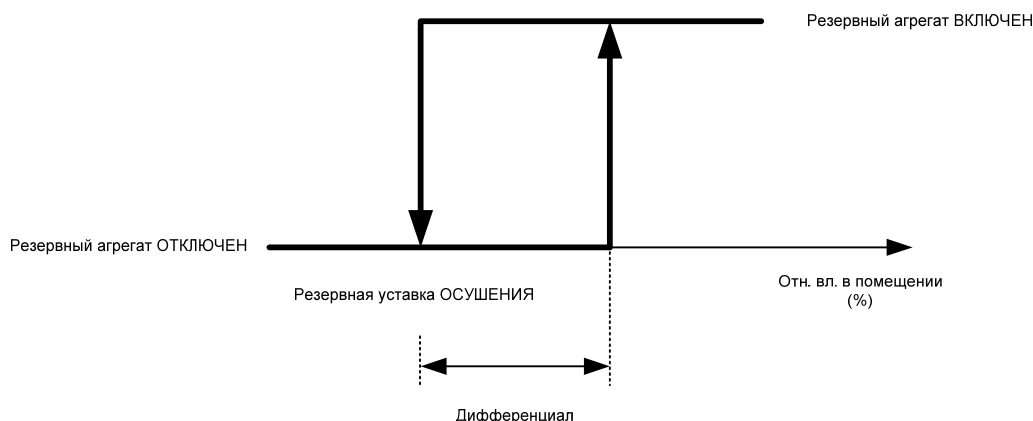 Резервный агрегат ВКЛЮЧЕН
Резервный агрегат ОТКЛЮЧЕН
Отн. вл. в помещении
(%)
Резервная уставка ОСУШЕНИЯ
Дифференциал